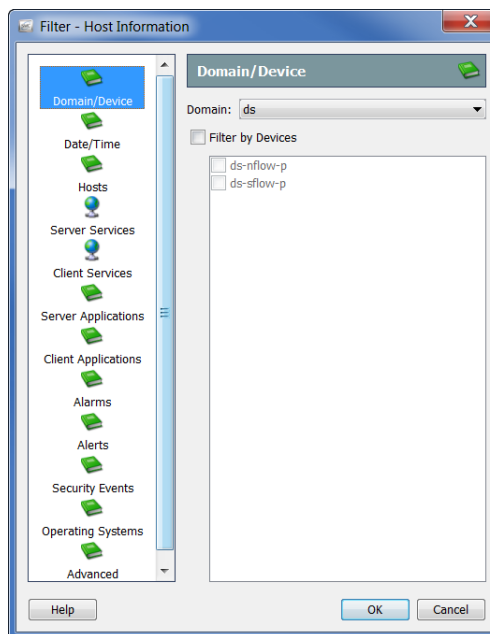 Filter - Host Information
Domain/Device
Date/Time
Hosts
Server Services
Client Services
Server Applications
Client Applications
Alarms
Alerts
Security Events
Operating Systems
Advanced
Domain/Device
Domain: ds
Filter by Devices
ds-nflow-p
ds-sflow-p
Help
OK
Cancel